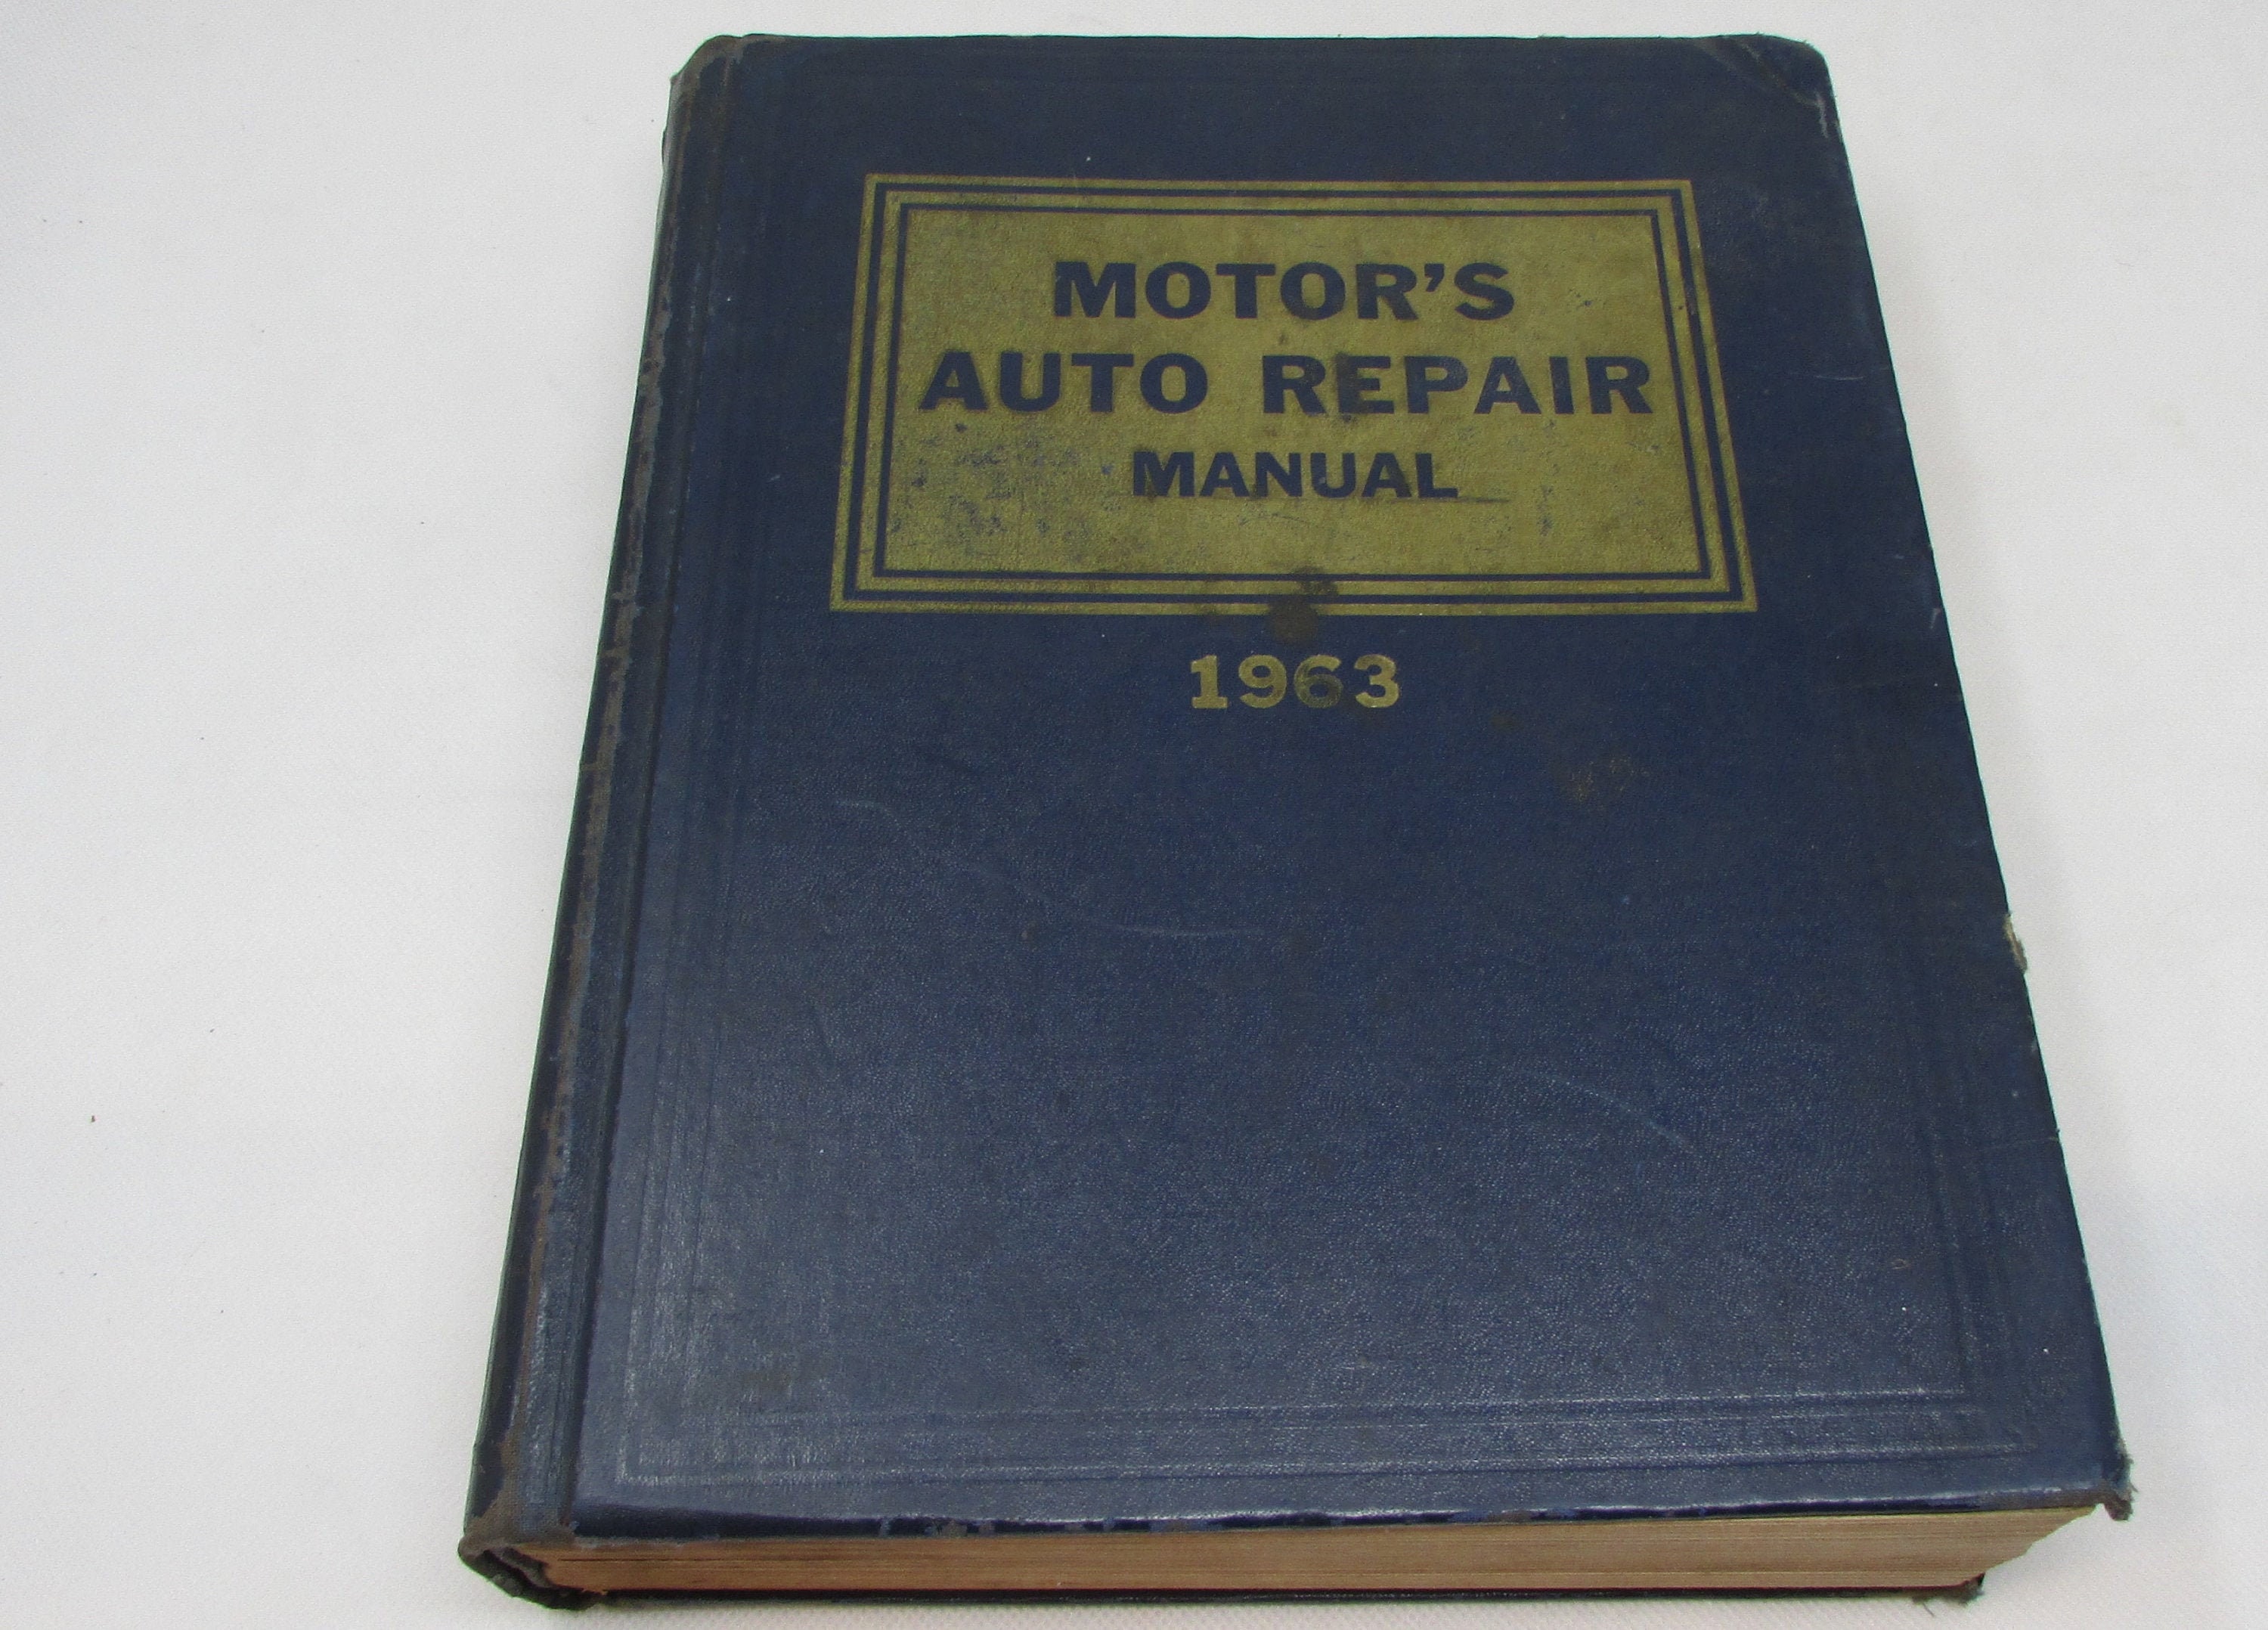 MOTOR'S
AUTO REPAIR
MANUAL
1963